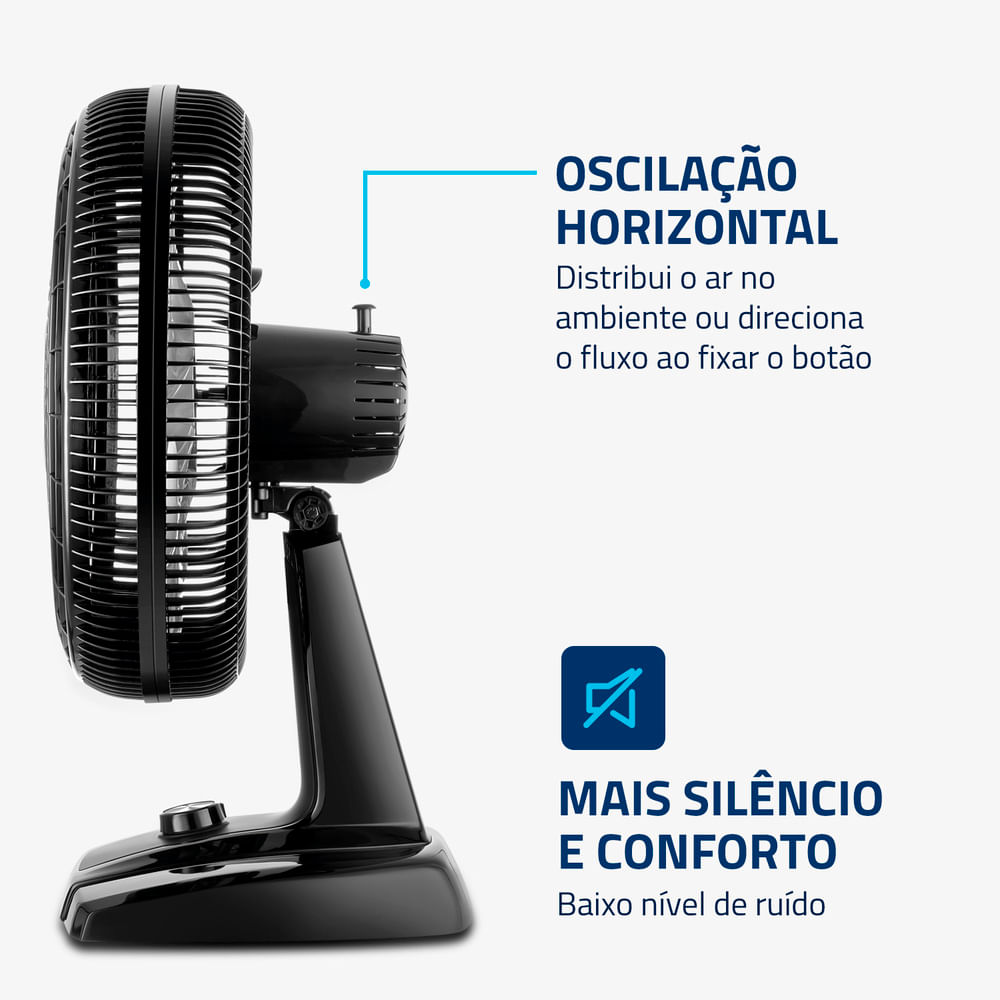 OSCILAÇÃO
HORIZONTAL
Distribui o ar no
ambiente ou direciona
o fluxo ao fixar o botão
MAIS SILÊNCIO
E CONFORTO
Baixo nível de ruído